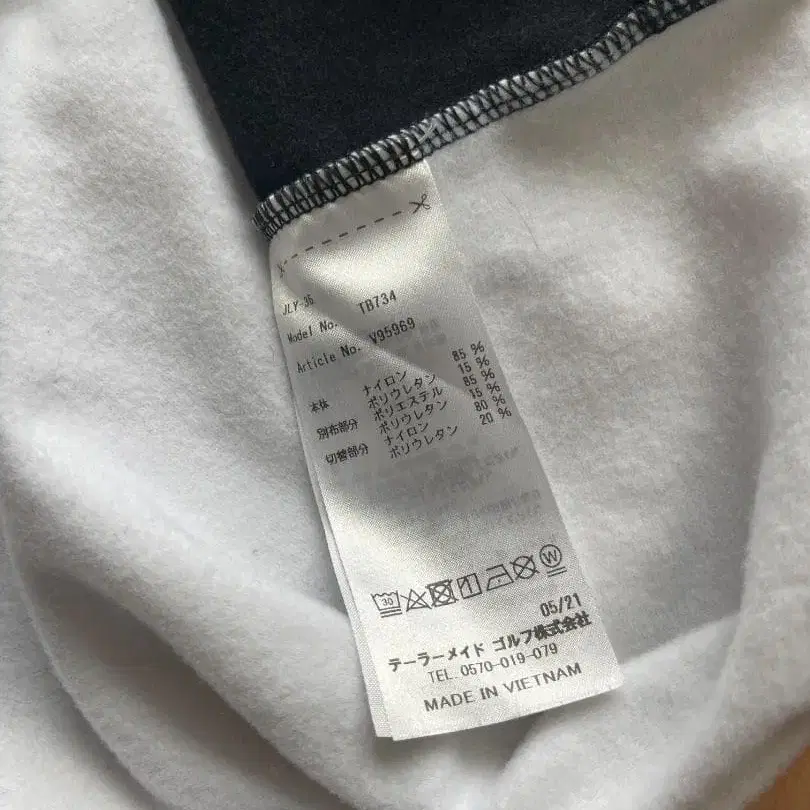 JLY-36
Model No. TB734
Article No. V95969
本体 ナイロン 85 %
ポリウレタン 15 %
別布部分 ポリエステル 85 %
ポリウレタン 15 %
切替部分 ナイロン 80 %
ポリウレタン 20 %
30
W
05/21
テーラーメイド ゴルフ株式会社
TEL. 0570-019-079
MADE IN VIETNAM